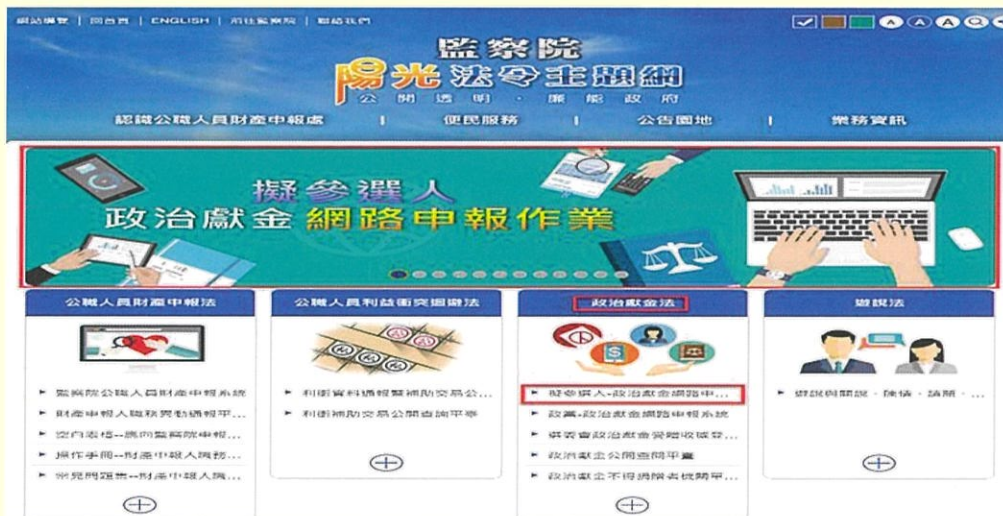 網站導覽 | 回首頁 | ENGLISH | 前往監察院 | 聯絡我們
A A A
監察院
陽光法令主題網
公開透明．廉能政府
認識公職人員財產申報處 | 便民服務 | 公告園地 | 業務資訊
擬參選人
政治獻金網路申報作業
公職人員財產申報法
公職人員利益衝突迴避法
政治獻金法
遊說法
監察院公職人員財產申報系統
財產申報人職務異動通報平...
空白表格--應向監察院申報...
操作手冊--財產申報人職務...
常見問題集--財產申報人職...
利衝資料通報暨補助交易公...
利衝補助交易公開查詢平臺
擬參選人-政治獻金網路申...
政黨-政治獻金網路申報系統
選委會政治獻金受贈收據登...
政治獻金公開查閱平臺
政治獻金不得捐贈者機關單...
遊說與關說、陳情、請願、...